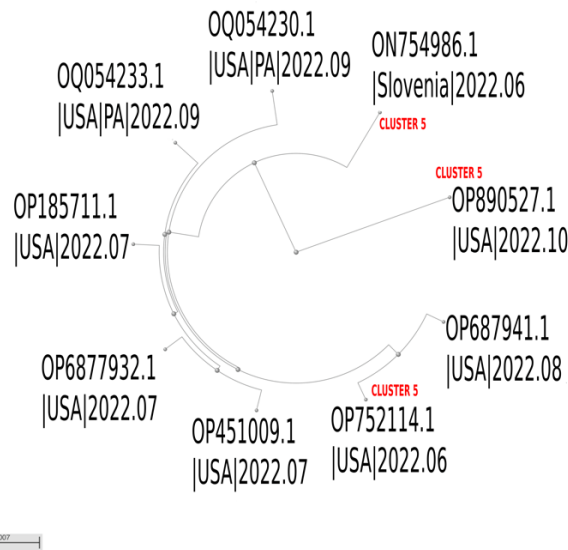 OQ054230.1
|USA|PA|2022.09
ON754986.1
|Slovenia|2022.06
CLUSTER 5
OQ054233.1
|USA|PA|2022.09
CLUSTER 5
OP890527.1
|USA|2022.10
OP185711.1
|USA|2022.07
OP687941.1
|USA|2022.08
OP6877932.1
|USA|2022.07
CLUSTER 5
OP752114.1
|USA|2022.06
OP451009.1
|USA|2022.07
007